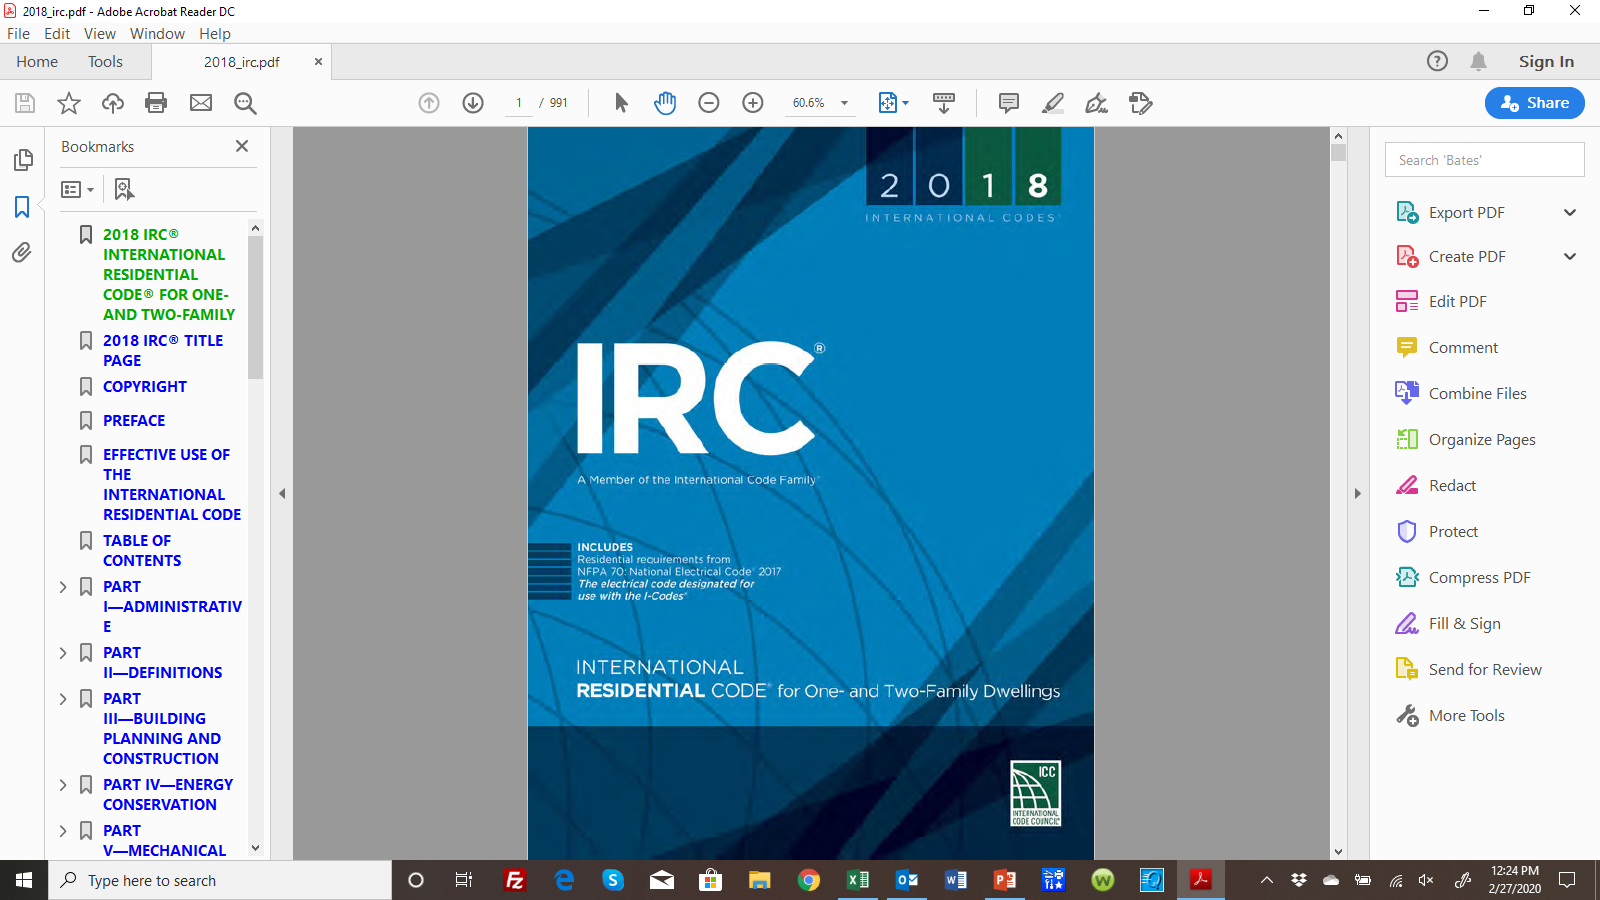 2018_irc.pdf - Adobe Acrobat Reader DC
File Edit View Window Help
Home Tools 2018_irc.pdf × Sign In
1 / 991 60.6% Share
Bookmarks
2018 IRC®
INTERNATIONAL
RESIDENTIAL
CODE® FOR ONE-
AND TWO-FAMILY
2018 IRC® TITLE
PAGE
COPYRIGHT
PREFACE
EFFECTIVE USE OF
THE
INTERNATIONAL
RESIDENTIAL CODE
TABLE OF
CONTENTS
PART
I—ADMINISTRATIV
E
PART
II—DEFINITIONS
PART
III—BUILDING
PLANNING AND
CONSTRUCTION
PART IV—ENERGY
CONSERVATION
PART
V—MECHANICAL
2018
INTERNATIONAL CODES®
IRC®
A Member of the International Code Family®
INCLUDES
Residential requirements from
NFPA 70: National Electrical Code® 2017
The electrical code designated for
use with the I-Codes®
INTERNATIONAL
RESIDENTIAL CODE® for One- and Two-Family Dwellings
ICC
INTERNATIONAL
CODE COUNCIL®
Search 'Bates'
Export PDF
Create PDF
Edit PDF
Comment
Combine Files
Organize Pages
Redact
Protect
Compress PDF
Fill & Sign
Send for Review
More Tools
Type here to search
12:24 PM
2/27/2020